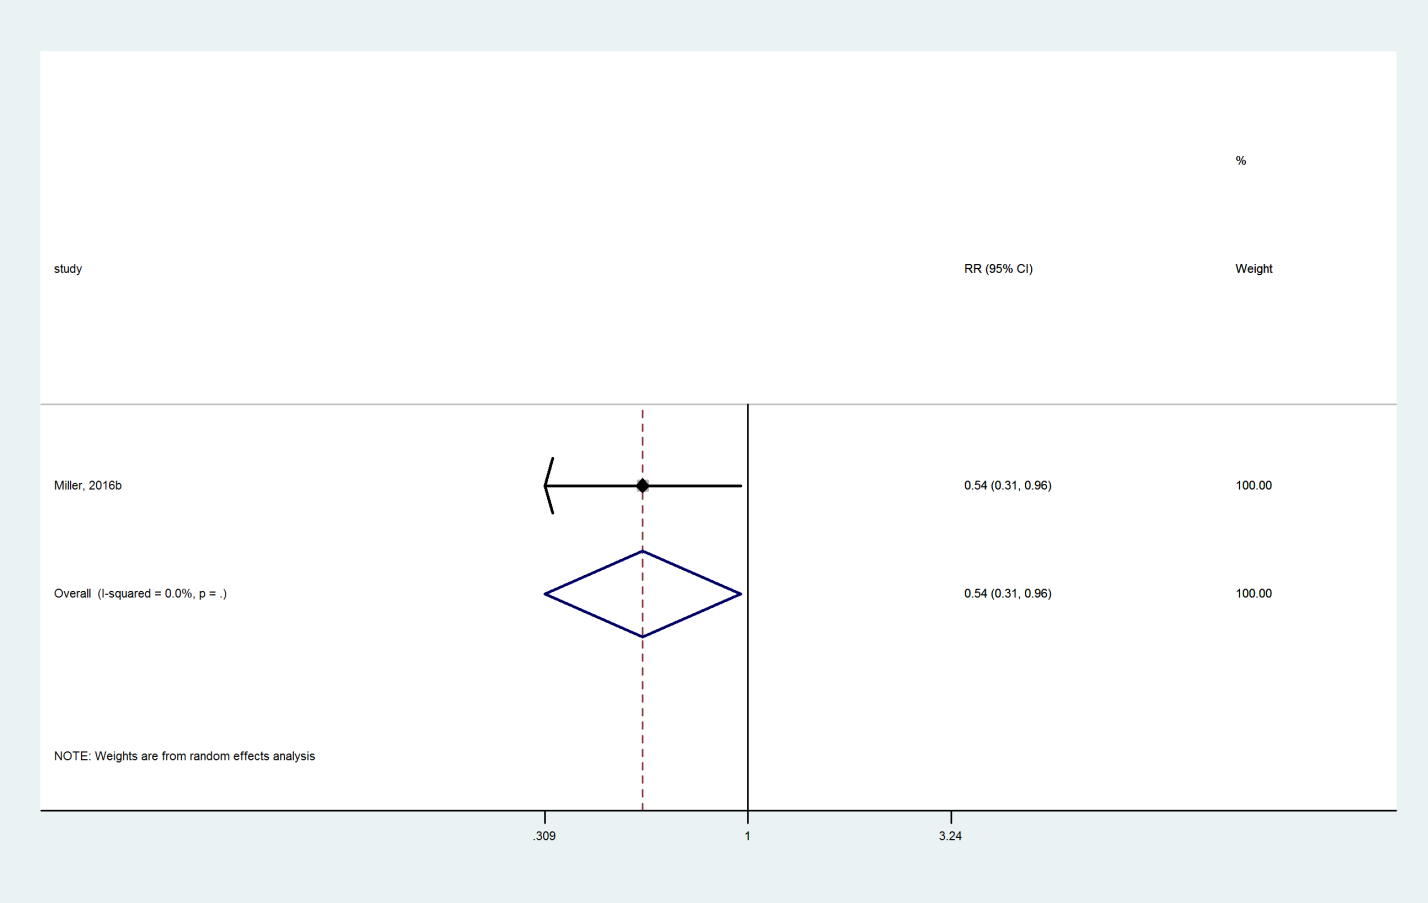 %
study RR (95% CI) Weight
Miller, 2016b 0.54 (0.31, 0.96) 100.00
Overall (I-squared = 0.0%, p = .) 0.54 (0.31, 0.96) 100.00
NOTE: Weights are from random effects analysis
.309 1 3.24